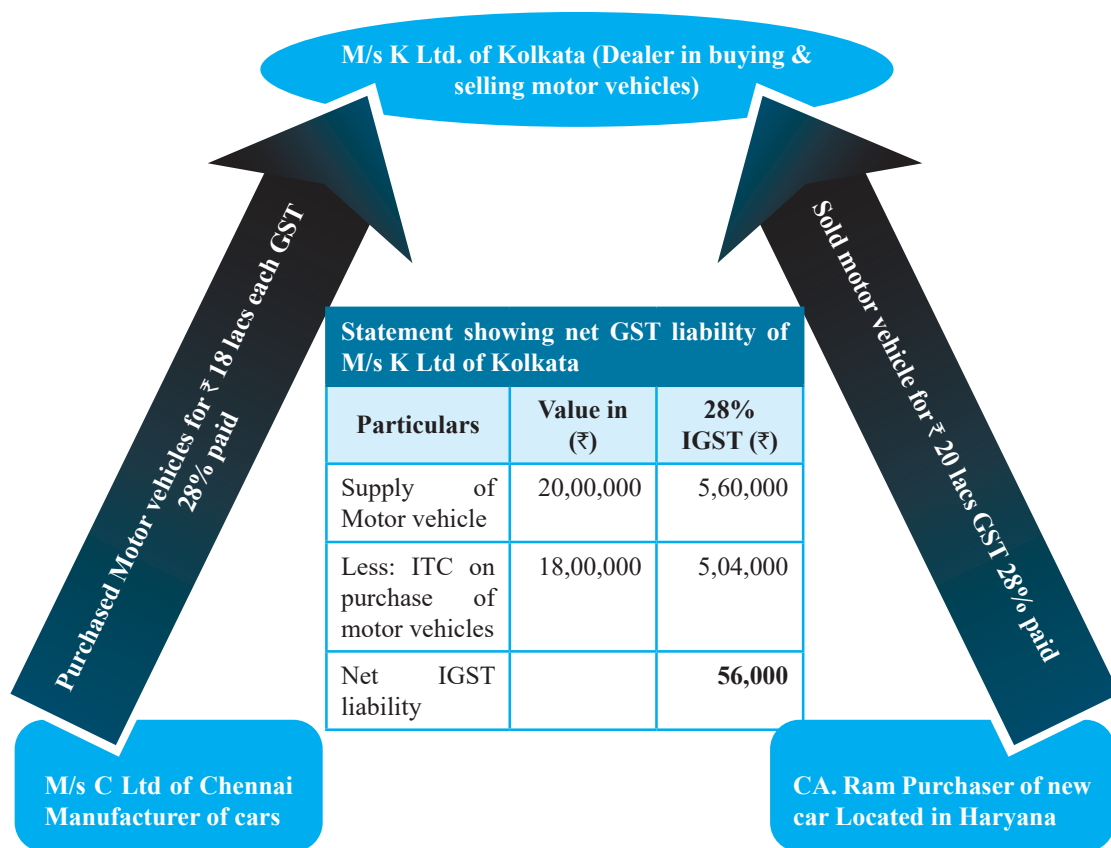 M/s K Ltd. of Kolkata (Dealer in buying &
selling motor vehicles)
Purchased Motor vehicles for ₹ 18 lacs each GST
28% paid
Sold motor vehicle for ₹ 20 lacs GST 28% paid
Statement showing net GST liability of
M/s K Ltd of Kolkata
Particulars
Value in
(₹)
28%
IGST (₹)
Supply of
Motor vehicle
20,00,000
5,60,000
Less: ITC on
purchase of
motor vehicles
18,00,000
5,04,000
Net IGST
liability
56,000
M/s C Ltd of Chennai
Manufacturer of cars
CA. Ram Purchaser of new
car Located in Haryana